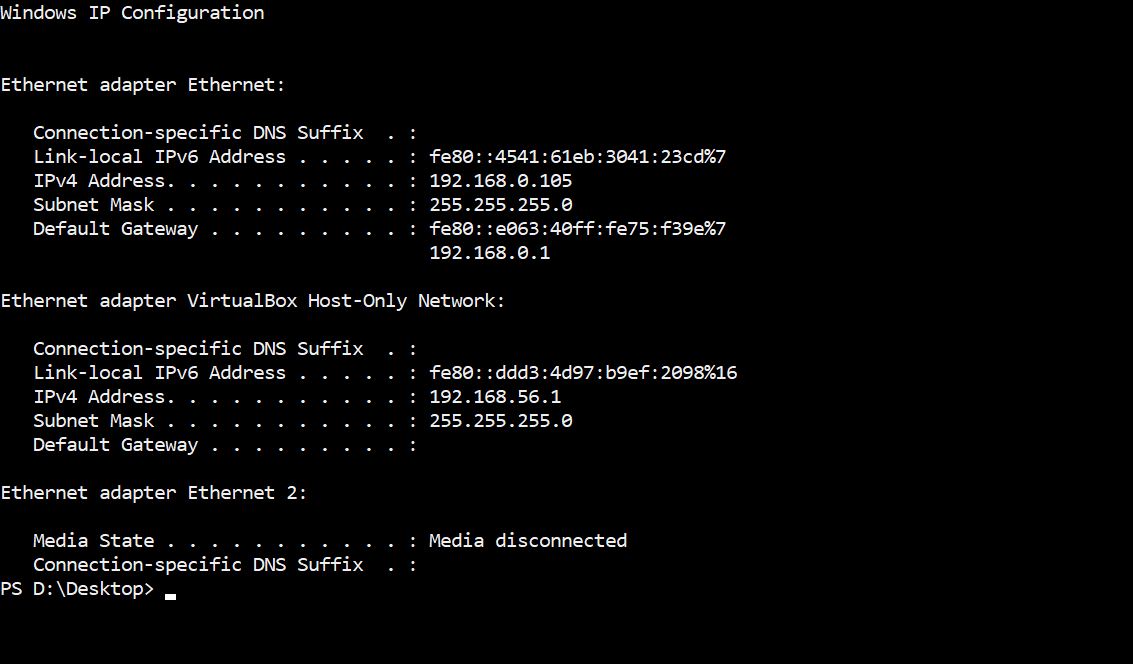 Windows IP Configuration
Ethernet adapter Ethernet:
   Connection-specific DNS Suffix  . :
   Link-local IPv6 Address . . . . . : fe80::4541:61eb:3041:23cd%7
   IPv4 Address. . . . . . . . . . . : 192.168.0.105
   Subnet Mask . . . . . . . . . . . : 255.255.255.0
   Default Gateway . . . . . . . . . : fe80::e063:40ff:fe75:f39e%7
                                       192.168.0.1
Ethernet adapter VirtualBox Host-Only Network:
   Connection-specific DNS Suffix  . :
   Link-local IPv6 Address . . . . . : fe80::ddd3:4d97:b9ef:2098%16
   IPv4 Address. . . . . . . . . . . : 192.168.56.1
   Subnet Mask . . . . . . . . . . . : 255.255.255.0
   Default Gateway . . . . . . . . . :
Ethernet adapter Ethernet 2:
   Media State . . . . . . . . . . . : Media disconnected
   Connection-specific DNS Suffix  . :
PS D:\Desktop>